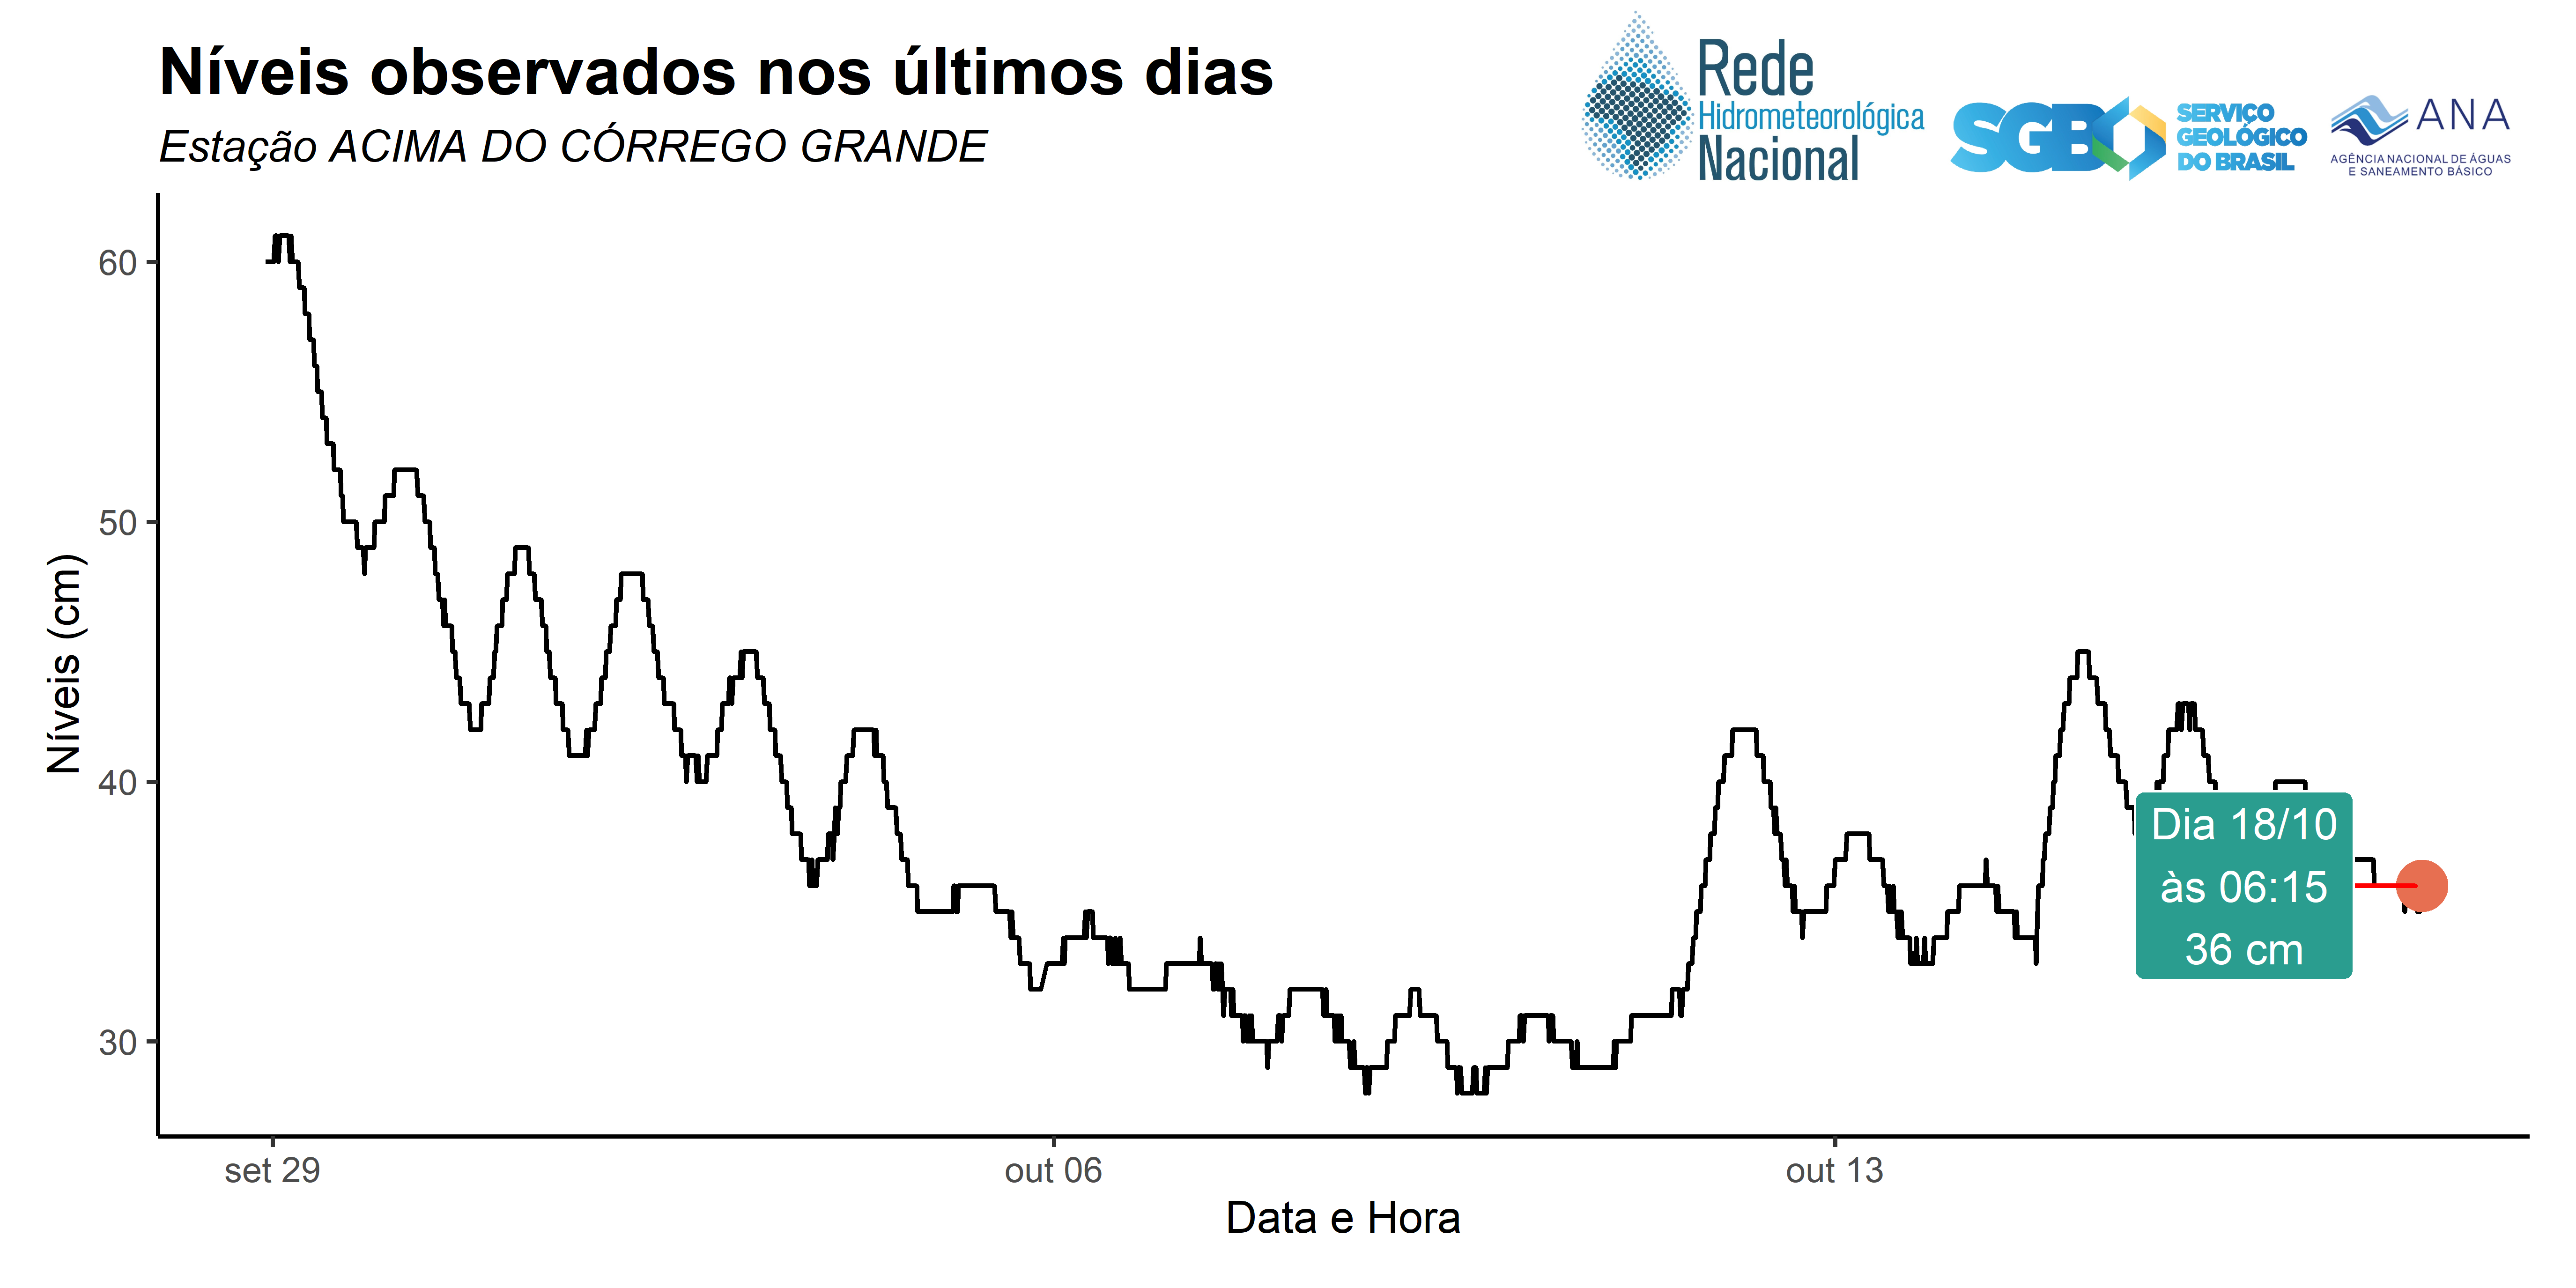 Níveis observados nos últimos dias
Estação ACIMA DO CÓRREGO GRANDE
Rede
Hidrometeorológica
Nacional
SGB
SERVIÇO
GEOLÓGICO
DO BRASIL
ANA
AGÊNCIA NACIONAL DE ÁGUAS
E SANEAMENTO BÁSICO
Níveis (cm)
60
50
40
30
Dia 18/10
às 06:15
36 cm
set 29
out 06
out 13
Data e Hora